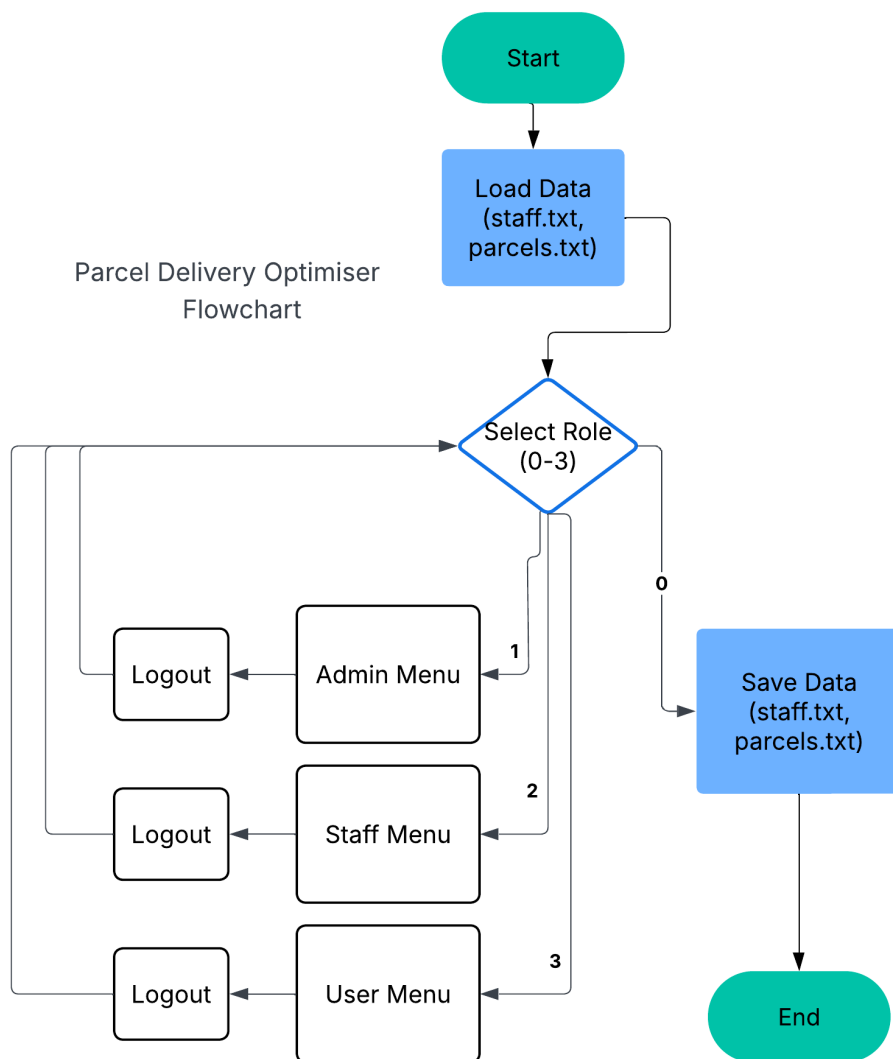 Start
Load Data
(staff.txt,
parcels.txt)
Parcel Delivery Optimiser
Flowchart
Select Role
(0-3)
0
1
Logout
Admin Menu
Save Data
(staff.txt,
parcels.txt)
2
Logout
Staff Menu
3
Logout
User Menu
End